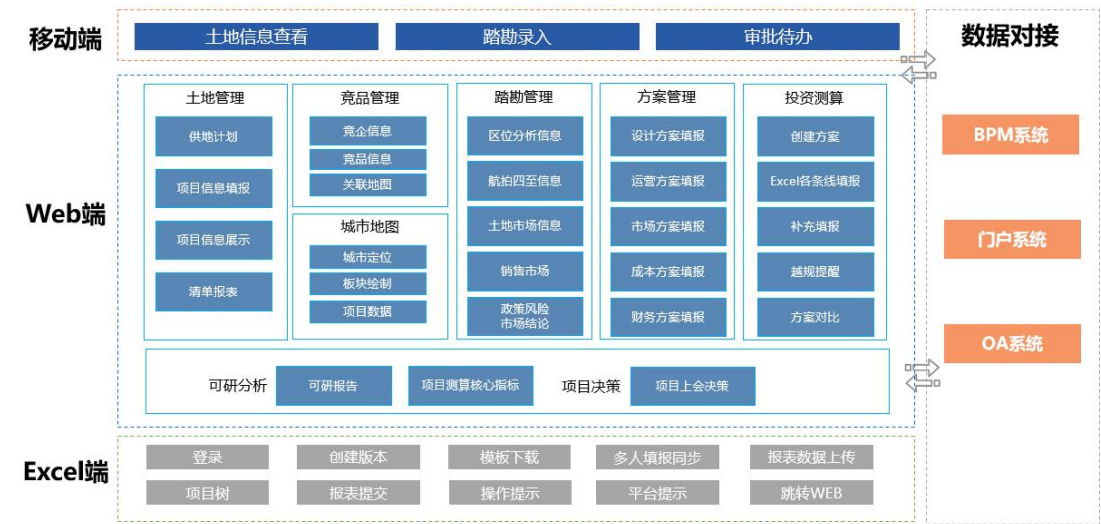 移动端
土地信息查看
踏勘录入
审批待办
数据对接
BPM系统
门户系统
OA系统
Web端
土地管理
供地计划
项目信息填报
项目信息展示
清单报表
竞品管理
竞企信息
竞品信息
关联地图
城市地图
城市定位
板块绘制
项目数据
踏勘管理
区位分析信息
航拍四至信息
土地市场信息
销售市场
政策风险
市场结论
方案管理
设计方案填报
运营方案填报
市场方案填报
成本方案填报
财务方案填报
投资测算
创建方案
Excel各条线填报
补充填报
越规提醒
方案对比
可研分析
可研报告
项目测算核心指标
项目决策
项目上会决策
Excel端
登录
创建版本
模板下载
多人填报同步
报表数据上传
项目树
报表提交
操作提示
平台提示
跳转WEB